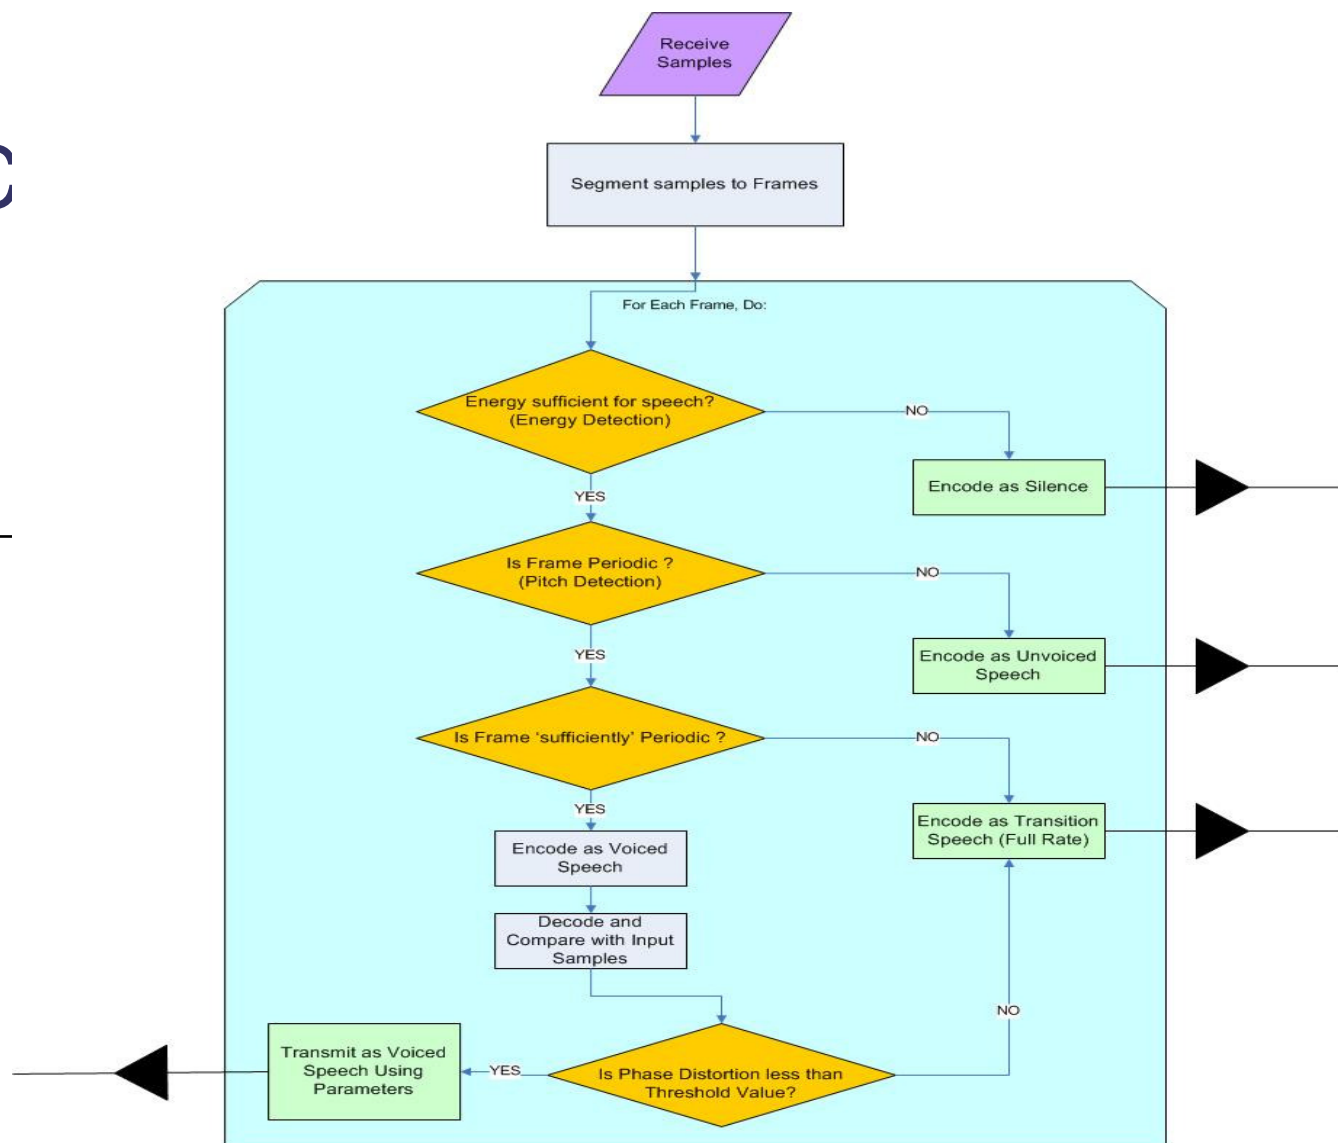 Receive
Samples
Segment samples to Frames
For Each Frame, Do:
Energy sufficient for speech?
(Energy Detection)
NO
Encode as Silence
YES
Is Frame Periodic ?
(Pitch Detection)
NO
Encode as Unvoiced
Speech
YES
Is Frame ‘sufficiently’ Periodic ?
NO
Encode as Transition
Speech (Full Rate)
YES
Encode as Voiced
Speech
Decode and
Compare with Input
Samples
NO
Is Phase Distortion less than
Threshold Value?
YES
Transmit as Voiced
Speech Using
Parameters